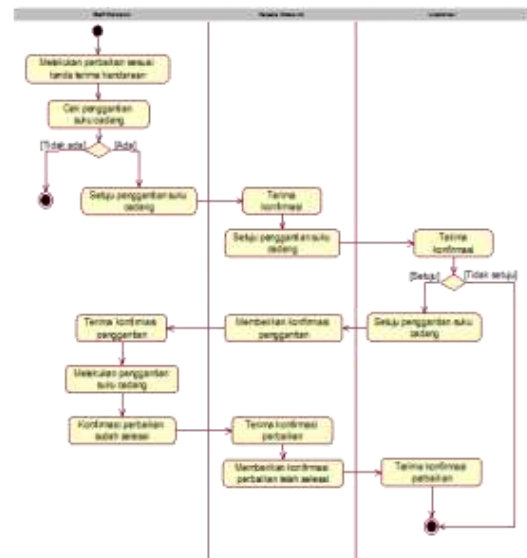 Melakukan perbaikan sesuai
tanda terima kendaraan
Cek penggantian
suku cadang
[Tidak ada]
[Ada]
Setuju penggantian suku
cadang
Terima
konfirmasi
Setuju penggantian suku
cadang
Terima
konfirmasi
[Setuju]
[Tidak setuju]
Setuju penggantian suku
cadang
Memberikan konfirmasi
penggantian
Terima konfirmasi
penggantian
Melakukan penggantian
suku cadang
Konfirmasi perbaikan
sudah selesai
Terima konfirmasi
perbaikan
Memberikan konfirmasi
perbaikan telah selesai
Terima konfirmasi
perbaikan